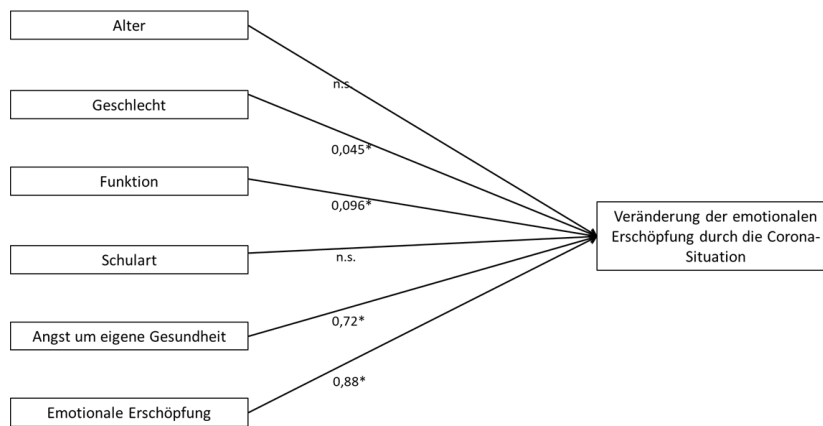 Alter
n.s.
Geschlecht
0,045*
Funktion
0,096*
Schulart
n.s.
Angst um eigene Gesundheit
0,72*
Emotionale Erschöpfung
0,88*
Veränderung der emotionalen
Erschöpfung durch die Corona-
Situation